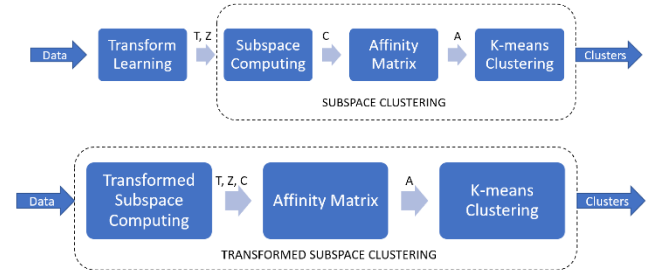 T, Z
C
A
Data
Transform
Learning
Subspace
Computing
Affinity
Matrix
K-means
Clustering
Clusters
SUBSPACE CLUSTERING
T, Z, C
A
Data
Transformed
Subspace
Computing
Affinity Matrix
K-means
Clustering
Clusters
TRANSFORMED SUBSPACE CLUSTERING